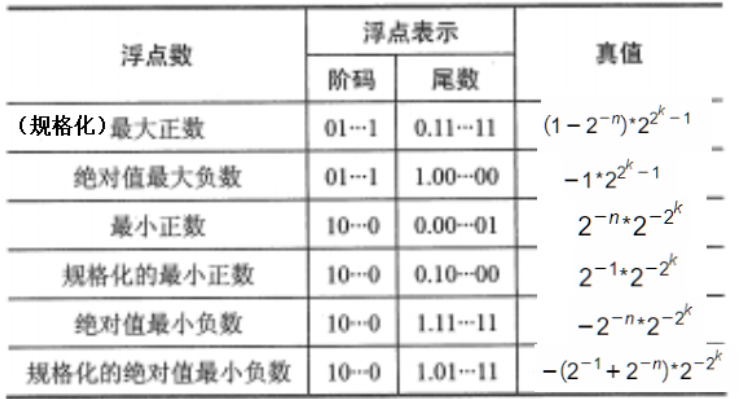 浮点数 浮点表示 真值
阶码 尾数
（规格化）最大正数 01…1 0.11…11 (1－2⁻ⁿ)*2^(2^k－1)
绝对值最大负数 01…1 1.00…00 －1*2^(2^k－1)
最小正数 10…0 0.00…01 2⁻ⁿ*2^(－2^k)
规格化的最小正数 10…0 0.10…00 2⁻¹*2^(－2^k)
绝对值最小负数 10…0 1.11…11 －2⁻ⁿ*2^(－2^k)
规格化的绝对值最小负数 10…0 1.01…11 －(2⁻¹+2⁻ⁿ)*2^(－2^k)